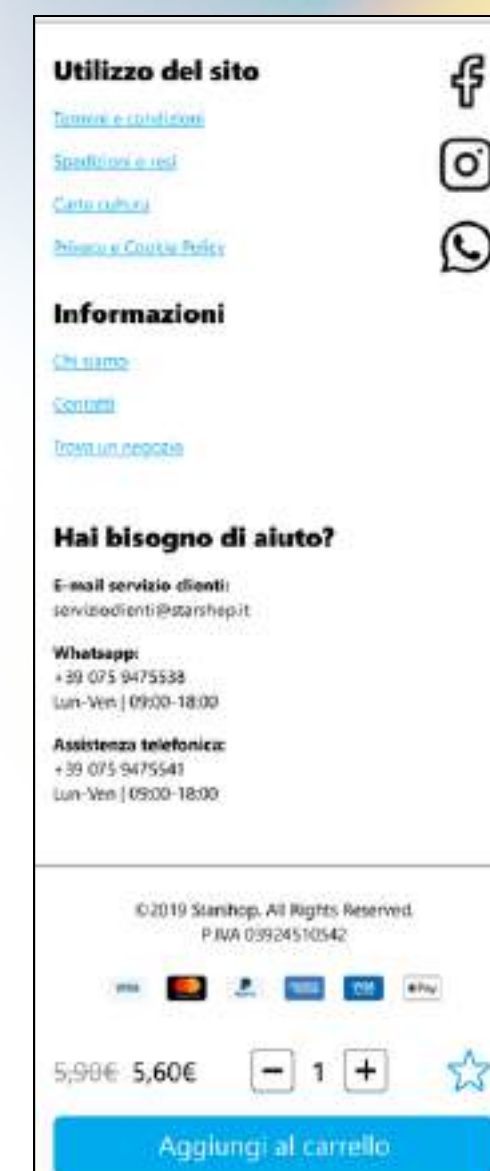 Utilizzo del sito
Termini e condizioni
Spedizioni e resi
Carte cultura
Privacy e Cookie Policy
Informazioni
Chi siamo
Contatti
Trova un negozio
Hai bisogno di aiuto?
E-mail servizio clienti:
servizioclienti@starshop.it
Whatsapp:
+39 075 9475538
Lun-Ven | 09:00-18:00
Assistenza telefonica:
+39 075 9475541
Lun-Ven | 09:00-18:00
©2019 Starshop. All Rights Reserved.
P.IVA 03924510542
VISA
Pay
5,90€ 5,60€ − 1 +
Aggiungi al carrello